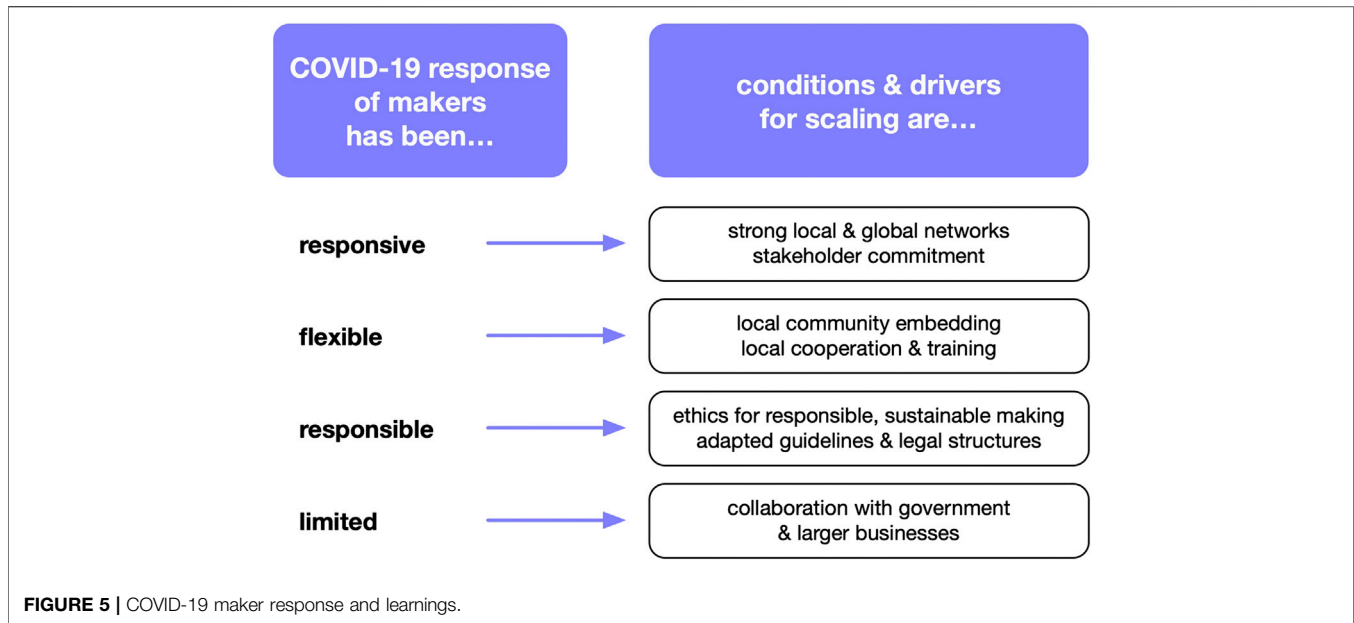 COVID-19 response
of makers
has been...
conditions & drivers
for scaling are...
responsive
strong local & global networks
stakeholder commitment
flexible
local community embedding
local cooperation & training
responsible
ethics for responsible, sustainable making
adapted guidelines & legal structures
limited
collaboration with government
& larger businesses
FIGURE 5 | COVID-19 maker response and learnings.